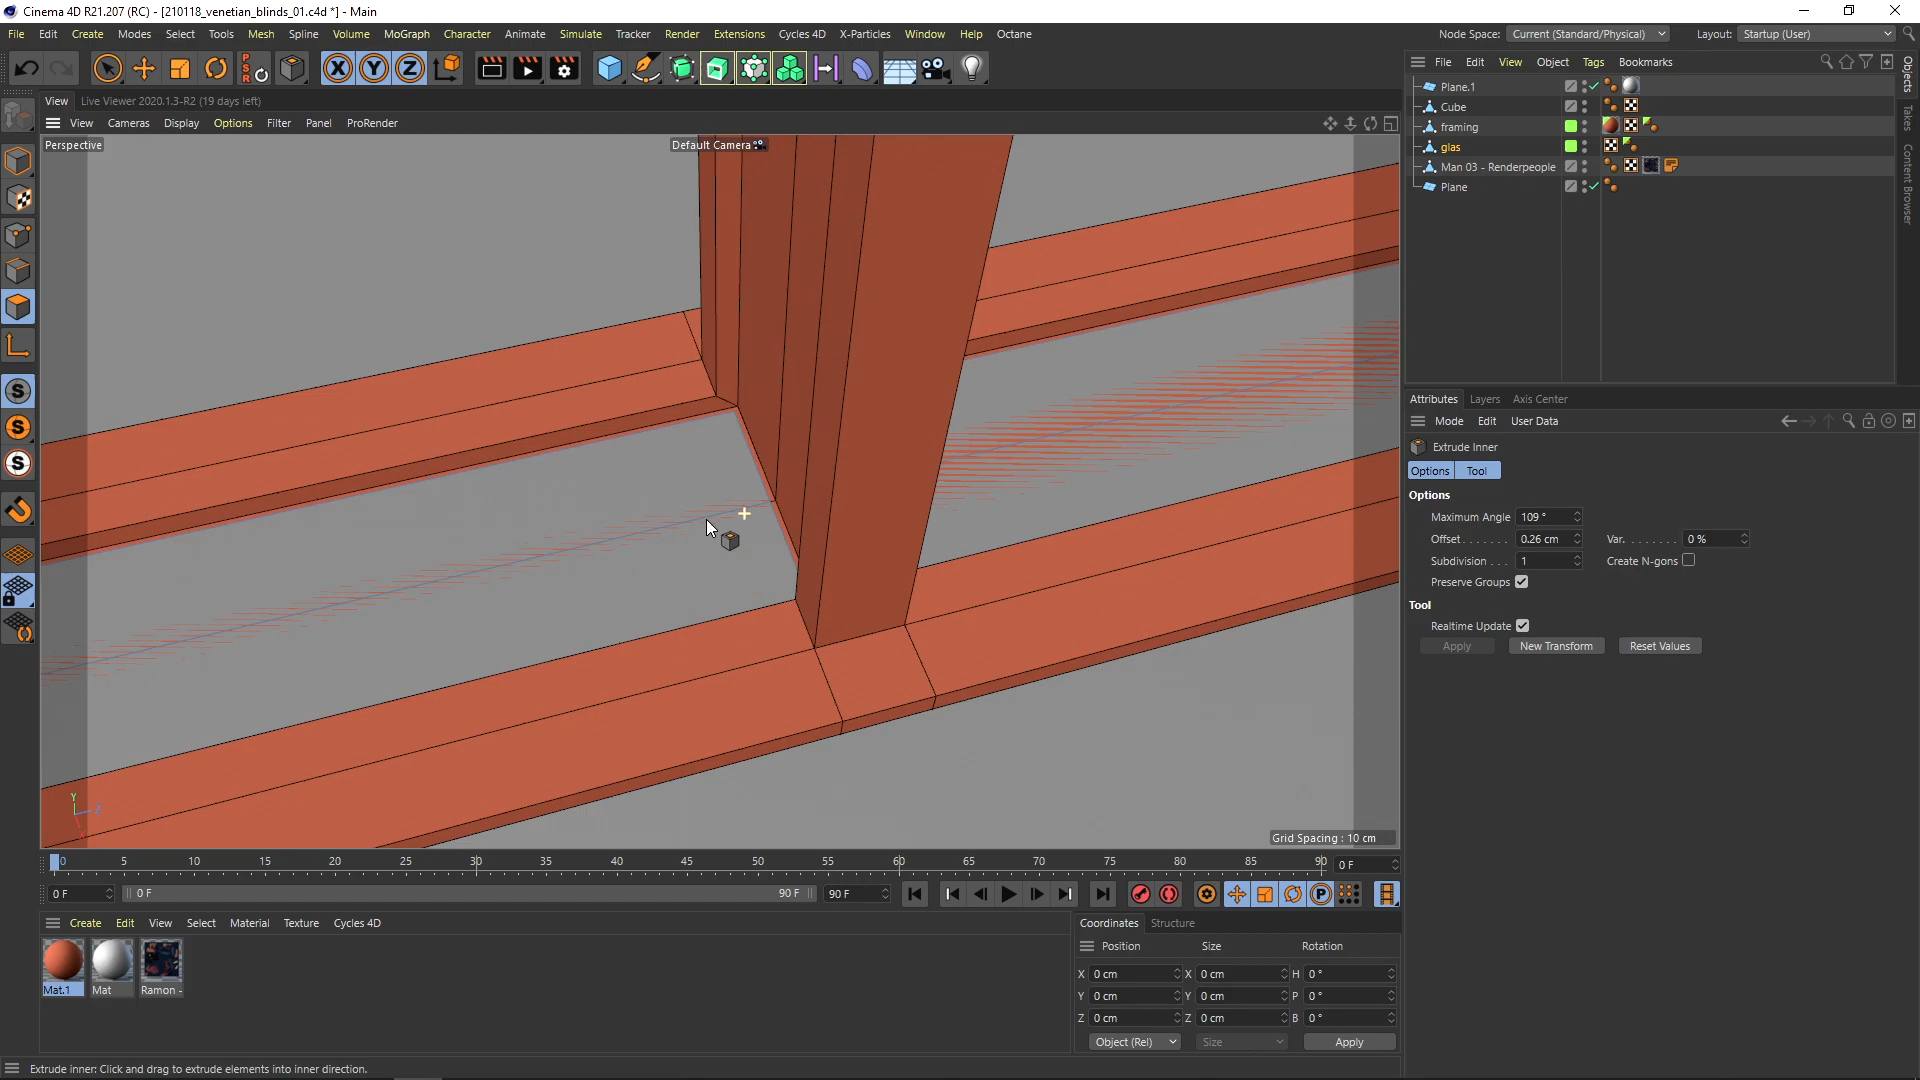 Cinema 4D R21.207 (RC) - [210118_venetian_blinds_01.c4d *] - Main
File Edit Create Modes Select Tools Mesh Spline Volume MoGraph Character Animate Simulate Tracker Render Extensions Cycles 4D X-Particles Window Help Octane
Node Space: Current (Standard/Physical) Layout: Startup (User)
PSR X Y Z
View Live Viewer 2020.1.3-R2 (19 days left)
View Cameras Display Options Filter Panel ProRender
Perspective
Default Camera
Grid Spacing : 10 cm
File Edit View Object Tags Bookmarks
Plane.1
Cube
framing
glas
Man 03 - Renderpeople
Plane
Objects
Takes
Content Browser
Attributes Layers Axis Center
Mode Edit User Data
Extrude Inner
Options Tool
Options
Maximum Angle 109 °
Offset. . . . . . . 0.26 cm Var. . . . . . . . 0 %
Subdivision . . . 1 Create N-gons
Preserve Groups
Tool
Realtime Update
Apply New Transform Reset Values
0 5 10 15 20 25 30 35 40 45 50 55 60 65 70 75 80 85 90 0 F
0 F 0 F 90 F 90 F
Create Edit View Select Material Texture Cycles 4D
Mat.1 Mat Ramon -
Coordinates Structure
Position Size Rotation
X 0 cm X 0 cm H 0 °
Y 0 cm Y 0 cm P 0 °
Z 0 cm Z 0 cm B 0 °
Object (Rel) Size Apply
Extrude inner: Click and drag to extrude elements into inner direction.